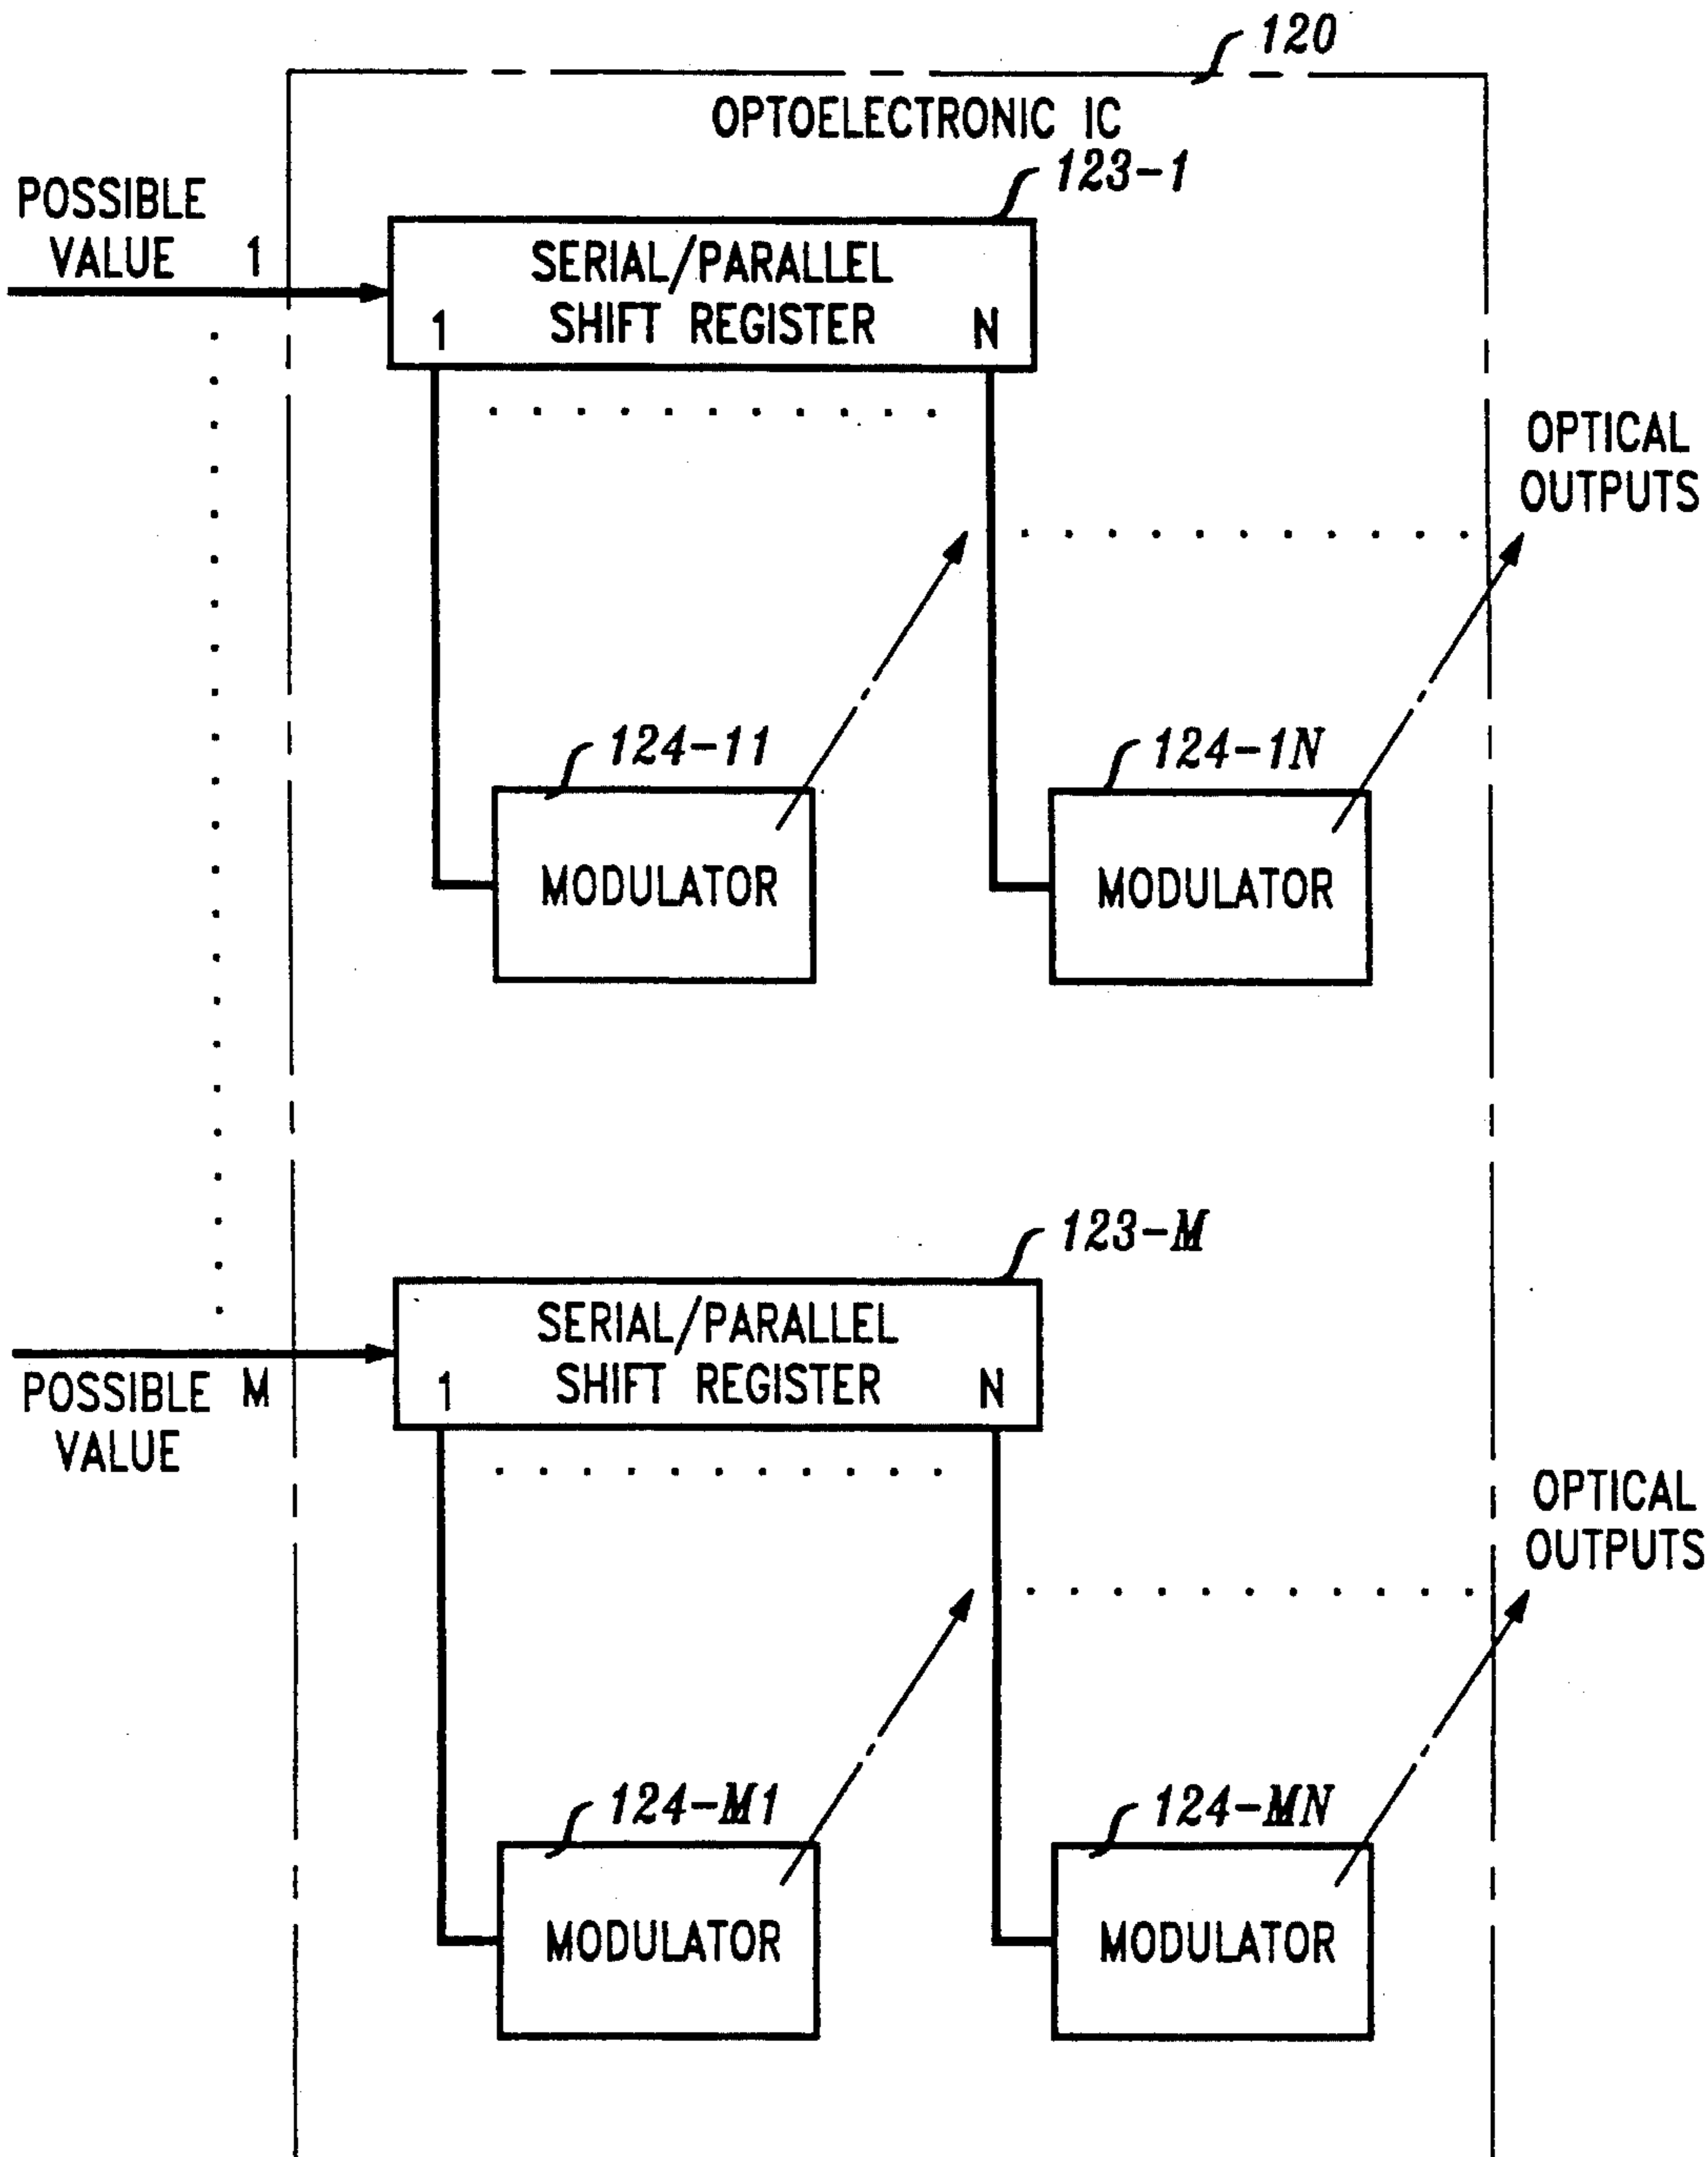 120
OPTOELECTRONIC IC
123-1
POSSIBLE
VALUE 1
SERIAL/PARALLEL
SHIFT REGISTER
1 N
OPTICAL
OUTPUTS
124-11
124-1N
MODULATOR
MODULATOR
123-M
SERIAL/PARALLEL
SHIFT REGISTER
1 N
POSSIBLE M
VALUE
OPTICAL
OUTPUTS
124-M1
124-MN
MODULATOR
MODULATOR